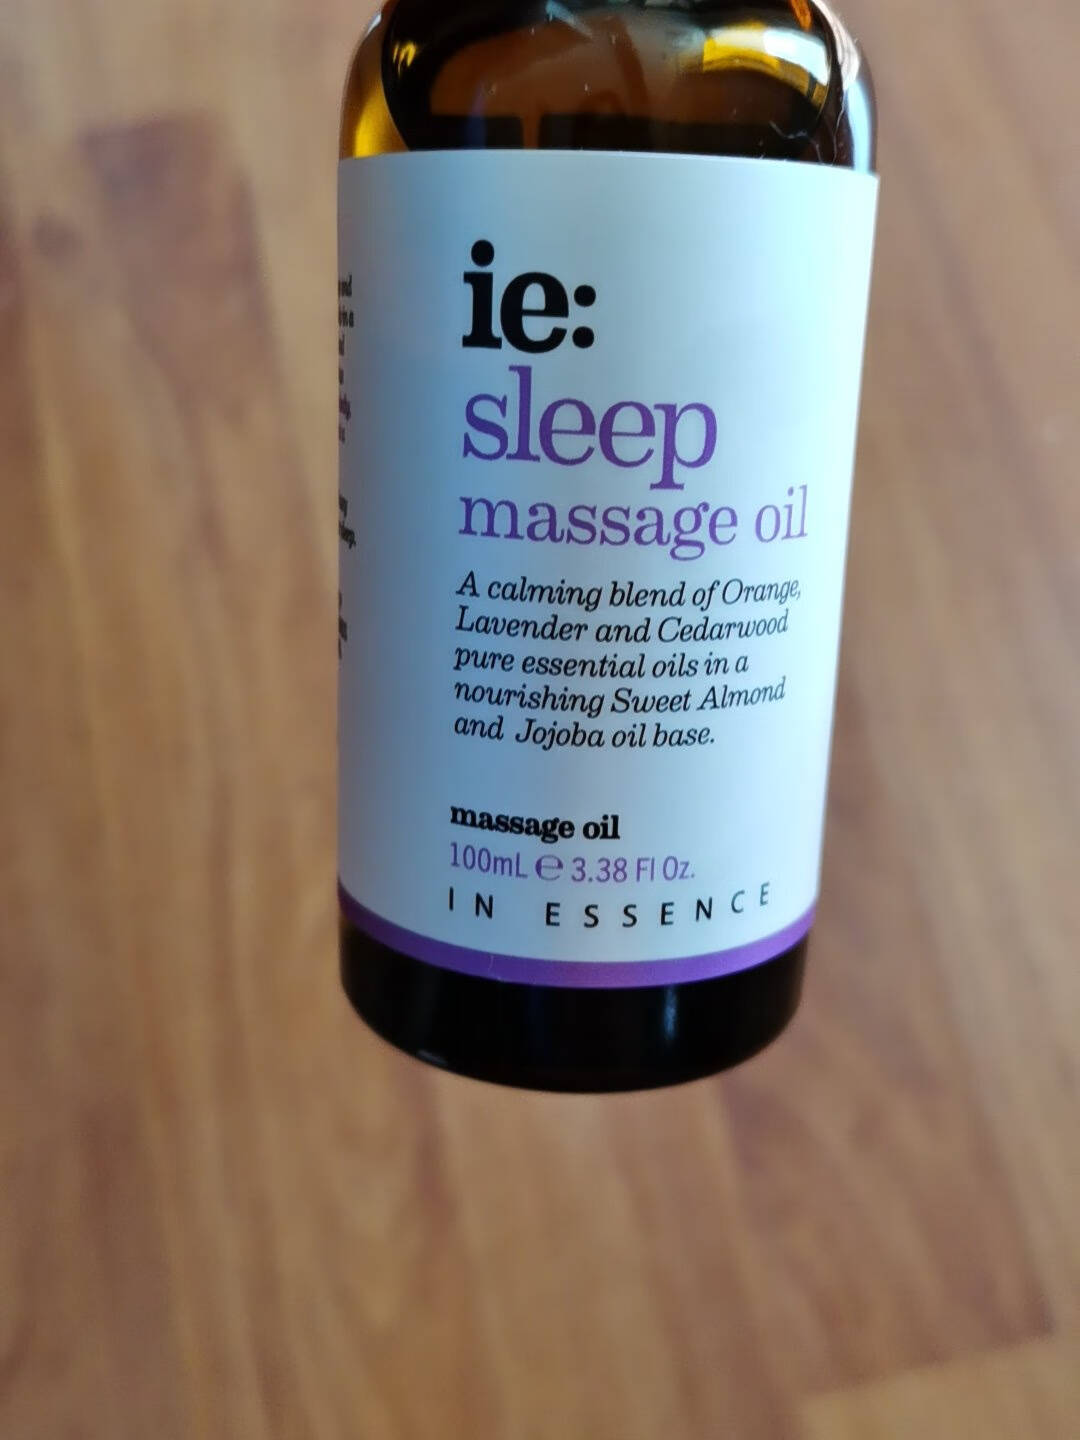 ie:
sleep
massage oil
A calming blend of Orange,
Lavender and Cedarwood
pure essential oils in a
nourishing Sweet Almond
and Jojoba oil base.
massage oil
100mL ℮ 3.38 Fl Oz.
IN ESSENCE